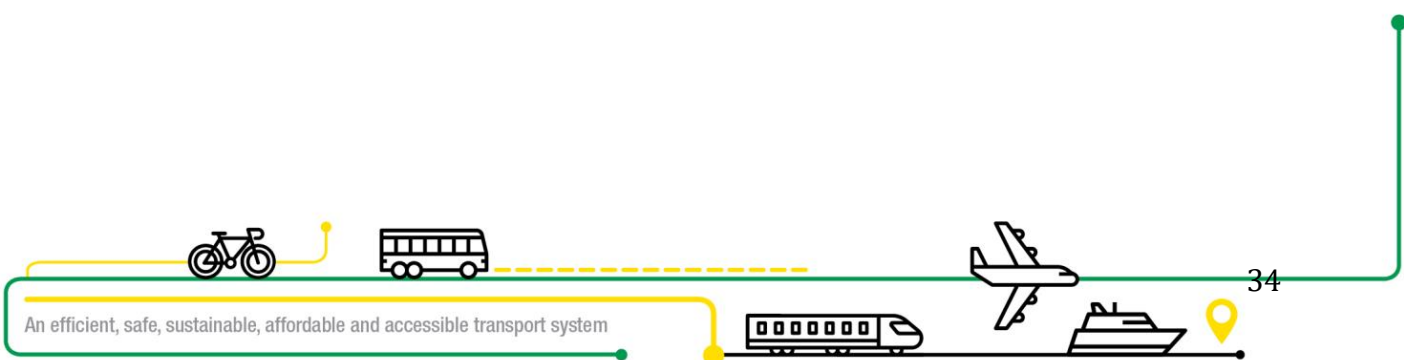 34
An efficient, safe, sustainable, affordable and accessible transport system